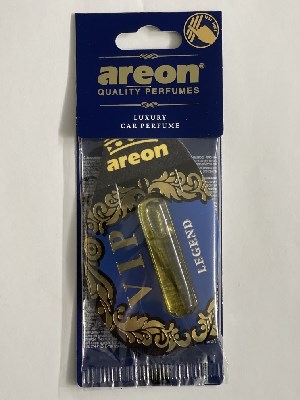 areon®
QUALITY PERFUMES
LUXURY
CAR PERFUME
areon
VIP
LEGEND